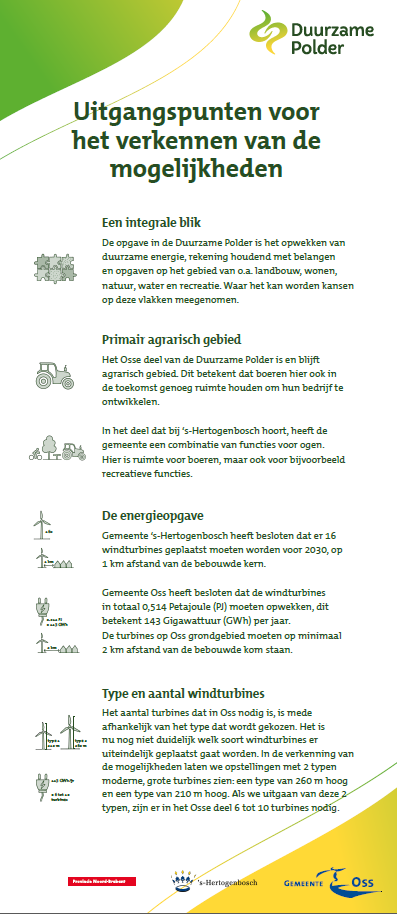 Duurzame
Polder
Uitgangspunten voor
het verkennen van de
mogelijkheden
Een integrale blik
De opgave in de Duurzame Polder is het opwekken van
duurzame energie, rekening houdend met belangen
en opgaven op het gebied van o.a. landbouw, wonen,
natuur, water en recreatie. Waar het kan worden kansen
op deze vlakken meegenomen.
Primair agrarisch gebied
Het Osse deel van de Duurzame Polder is en blijft
agrarisch gebied. Dit betekent dat boeren hier ook in
de toekomst genoeg ruimte houden om hun bedrijf te
ontwikkelen.
In het deel dat bij 's-Hertogenbosch hoort, heeft de
gemeente een combinatie van functies voor ogen.
Hier is ruimte voor boeren, maar ook voor bijvoorbeeld
recreatieve functies.
De energieopgave
Gemeente 's-Hertogenbosch heeft besloten dat er 16
windturbines geplaatst moeten worden voor 2030, op
1 km afstand van de bebouwde kern.
Gemeente Oss heeft besloten dat de windturbines
in totaal 0,514 Petajoule (PJ) moeten opwekken, dit
betekent 143 Gigawattuur (GWh) per jaar.
De turbines op Oss grondgebied moeten op minimaal
2 km afstand van de bebouwde kom staan.
Type en aantal windturbines
Het aantal turbines dat in Oss nodig is, is mede
afhankelijk van het type dat wordt gekozen. Het is
nu nog niet duidelijk welk soort windturbines er
uiteindelijk geplaatst gaat worden. In de verkenning van
de mogelijkheden laten we opstellingen met 2 typen
moderne, grote turbines zien: een type van 260 m hoog
en een type van 210 m hoog. Als we uitgaan van deze 2
typen, zijn er in het Osse deel 6 tot 10 turbines nodig.
Provincie Noord-Brabant
's-Hertogenbosch
GEMEENTE OSS